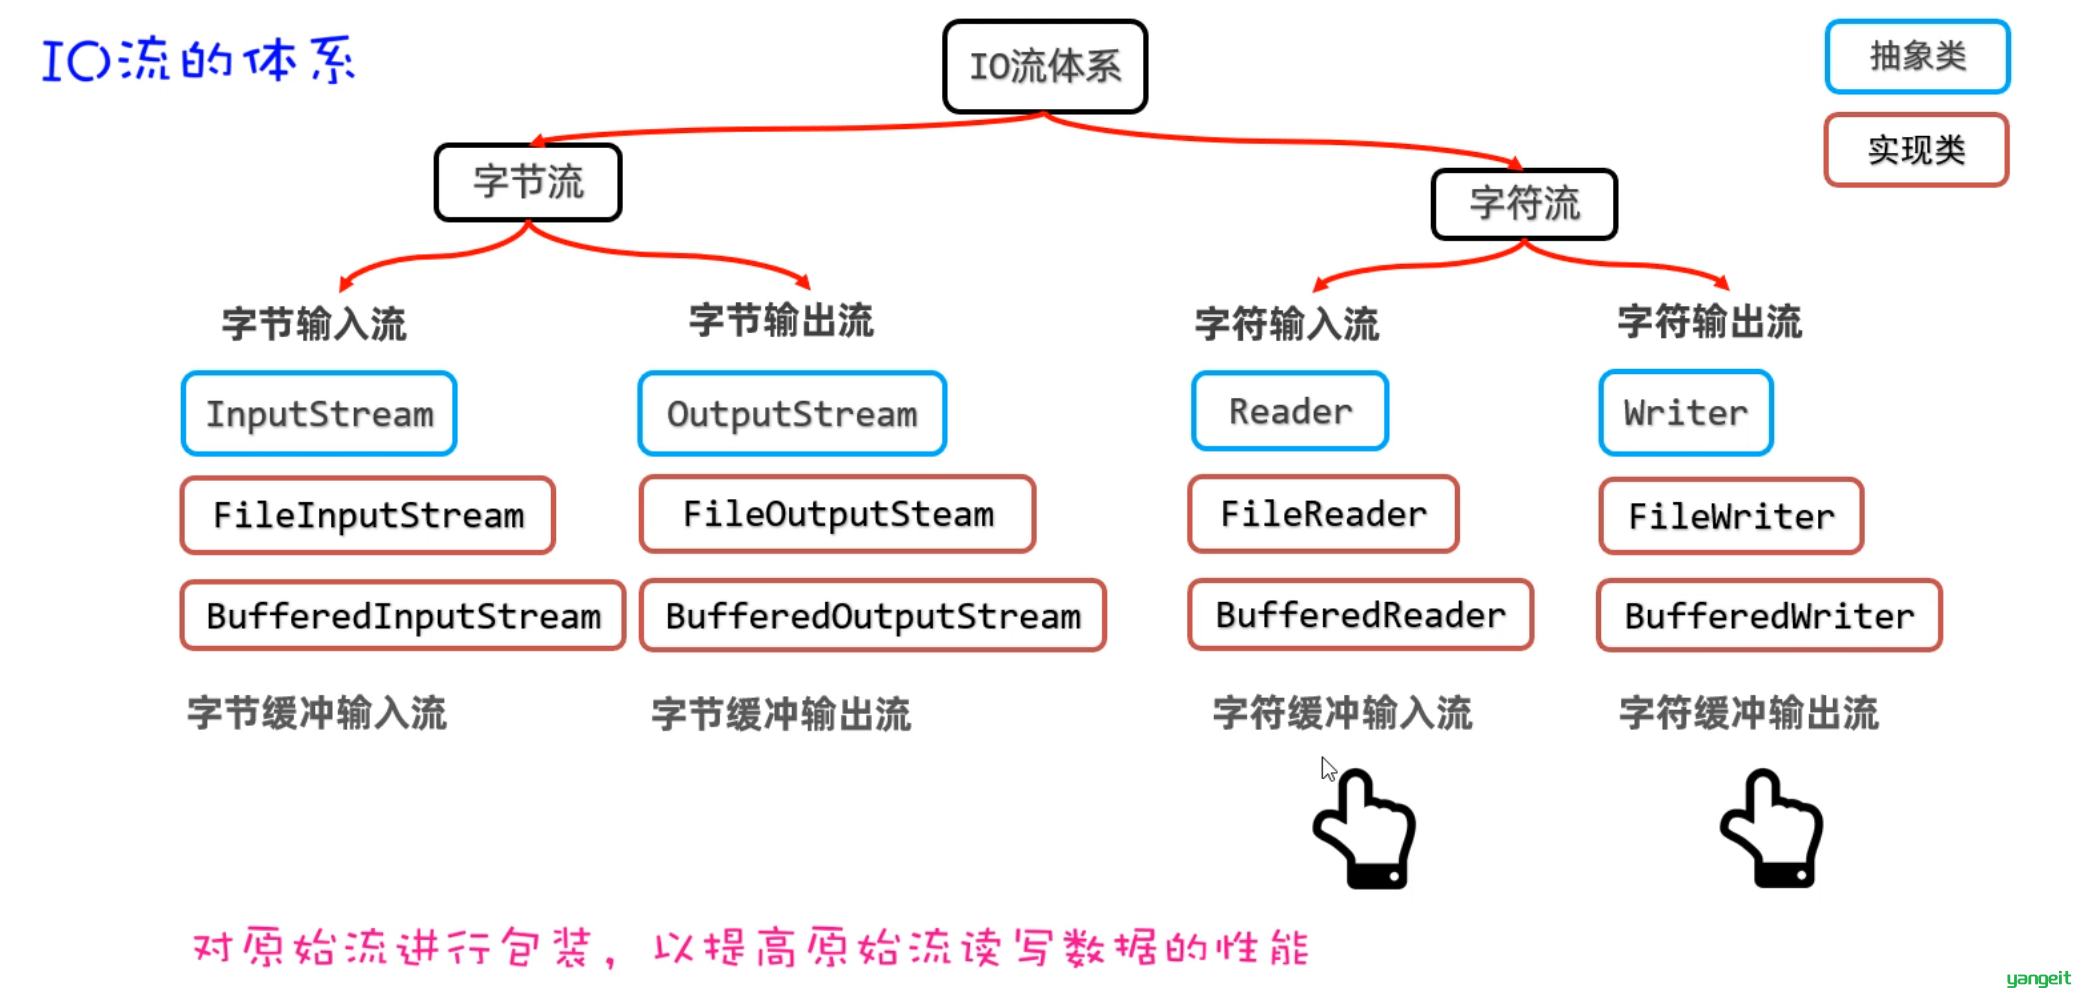 IO流的体系
IO流体系
抽象类
实现类
字节流
字符流
字节输入流
字节输出流
字符输入流
字符输出流
InputStream
OutputStream
Reader
Writer
FileInputStream
FileOutputSteam
FileReader
FileWriter
BufferedInputStream
BufferedOutputStream
BufferedReader
BufferedWriter
字节缓冲输入流
字节缓冲输出流
字符缓冲输入流
字符缓冲输出流
对原始流进行包装，以提高原始流读写数据的性能
yangeit